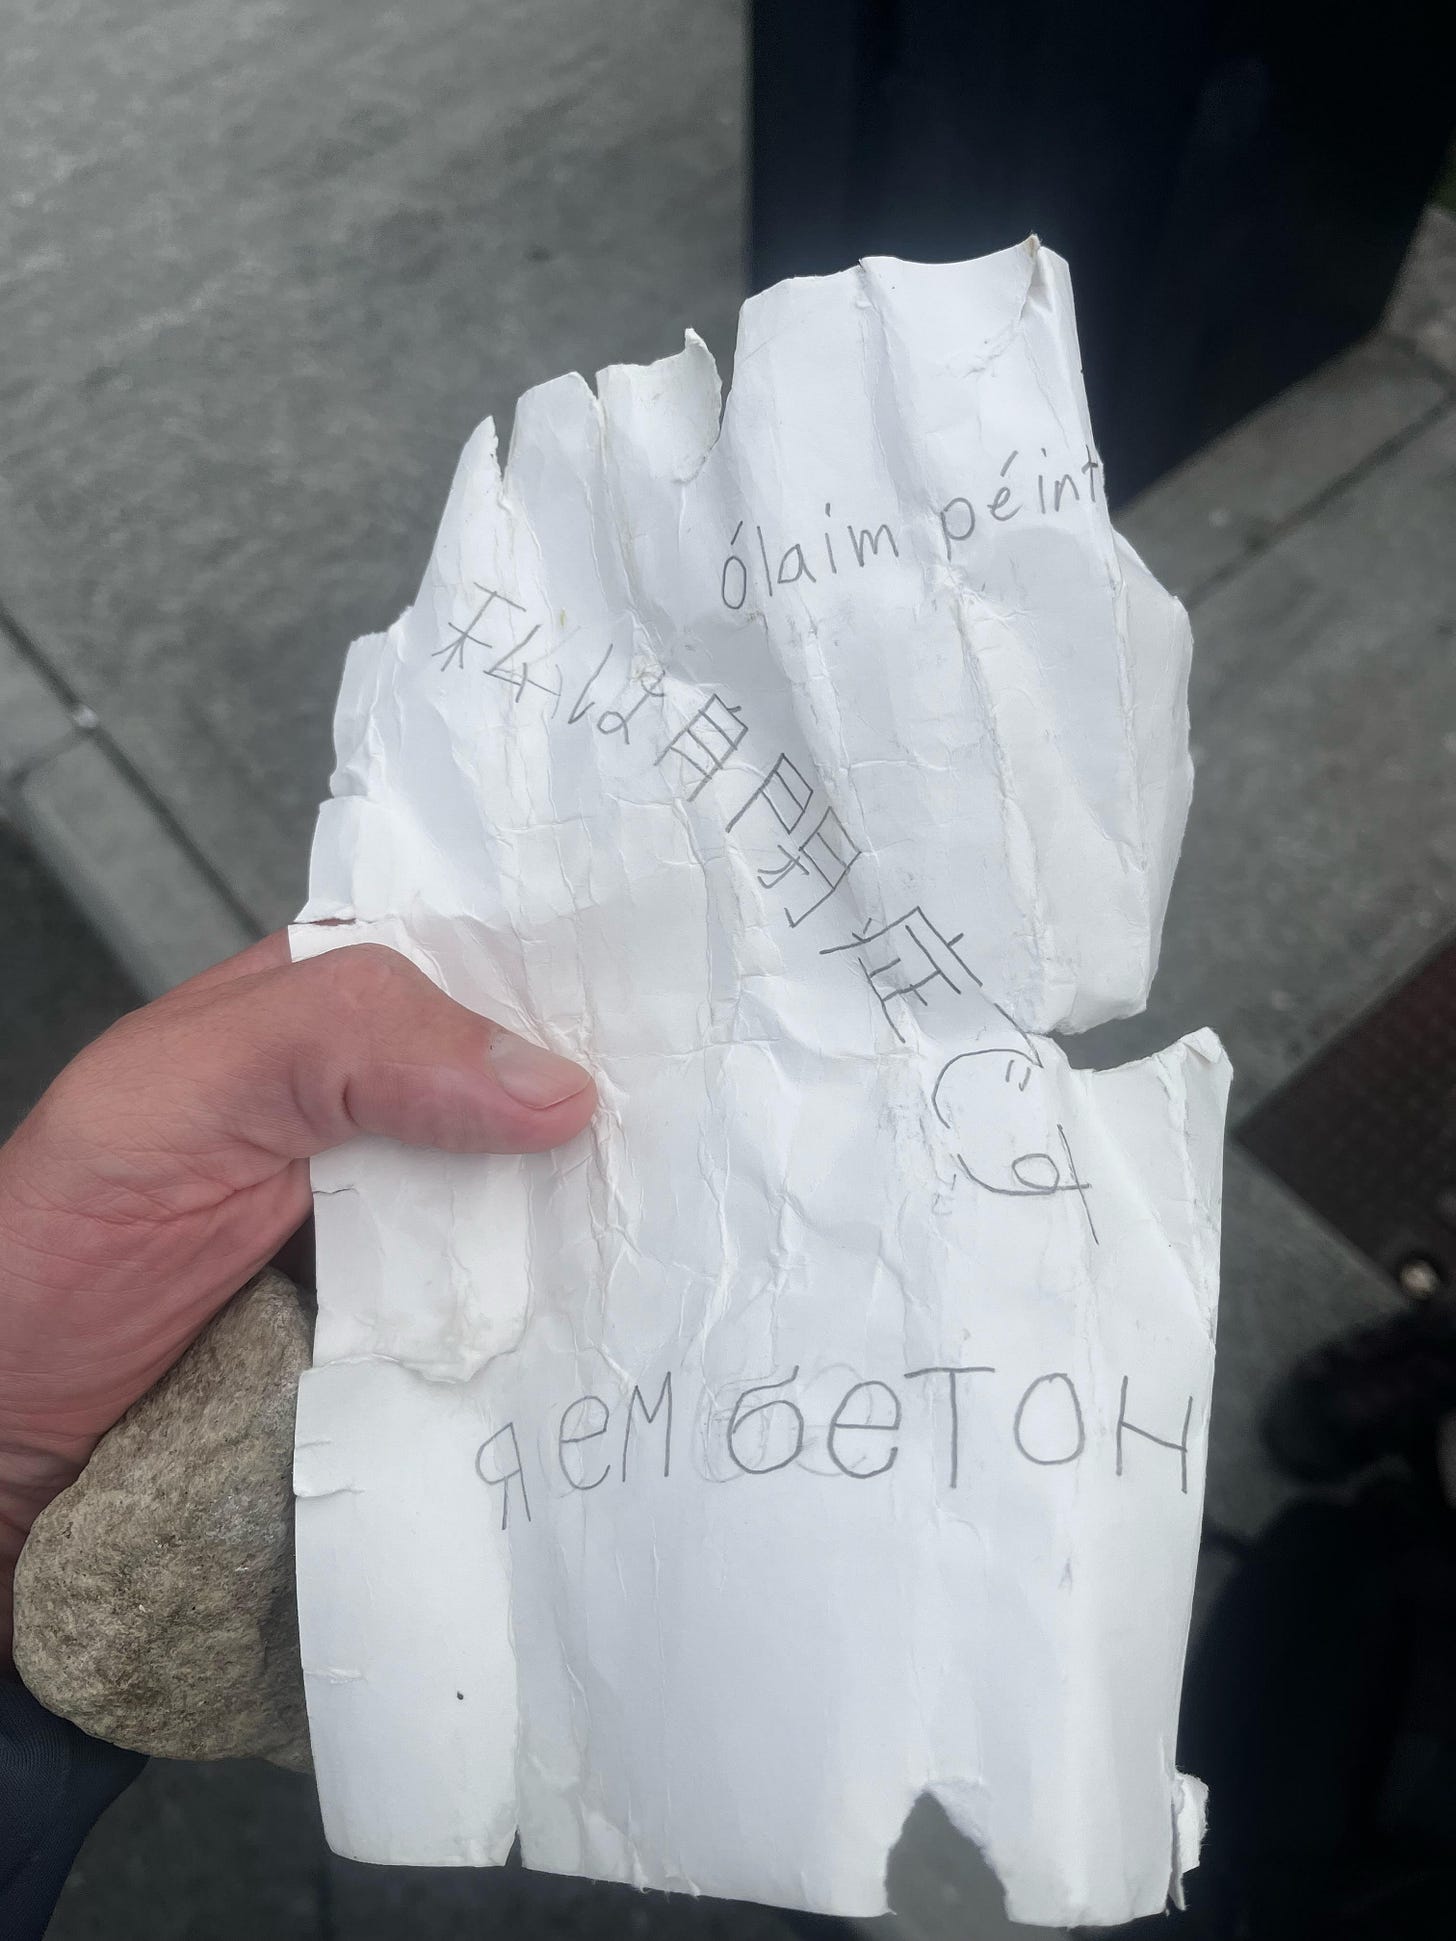 ólaim péint
私は自閉症です
я ем бетон